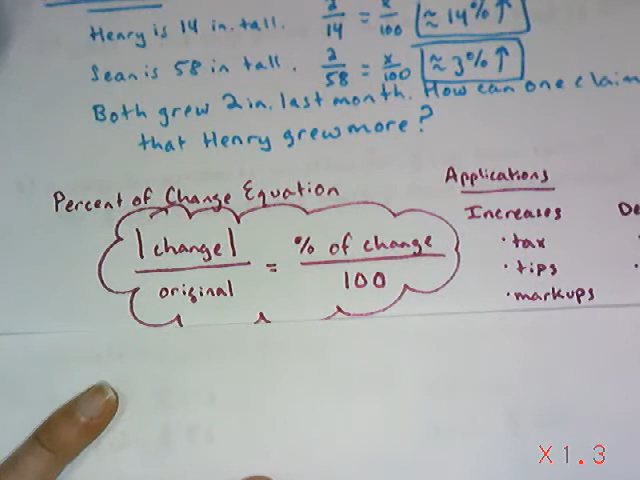 Henry is 14 in. tall. 2/14 = x/100 ≈ 14% ↑
Sean is 58 in tall. 2/58 = x/100 ≈ 3% ↑
Both grew 2 in. last month. How can one claim
that Henry grew more?
Percent of Change Equation
|change| / original = % of change / 100
Applications
Increases
• tax
• tips
• markups
De
X1.3